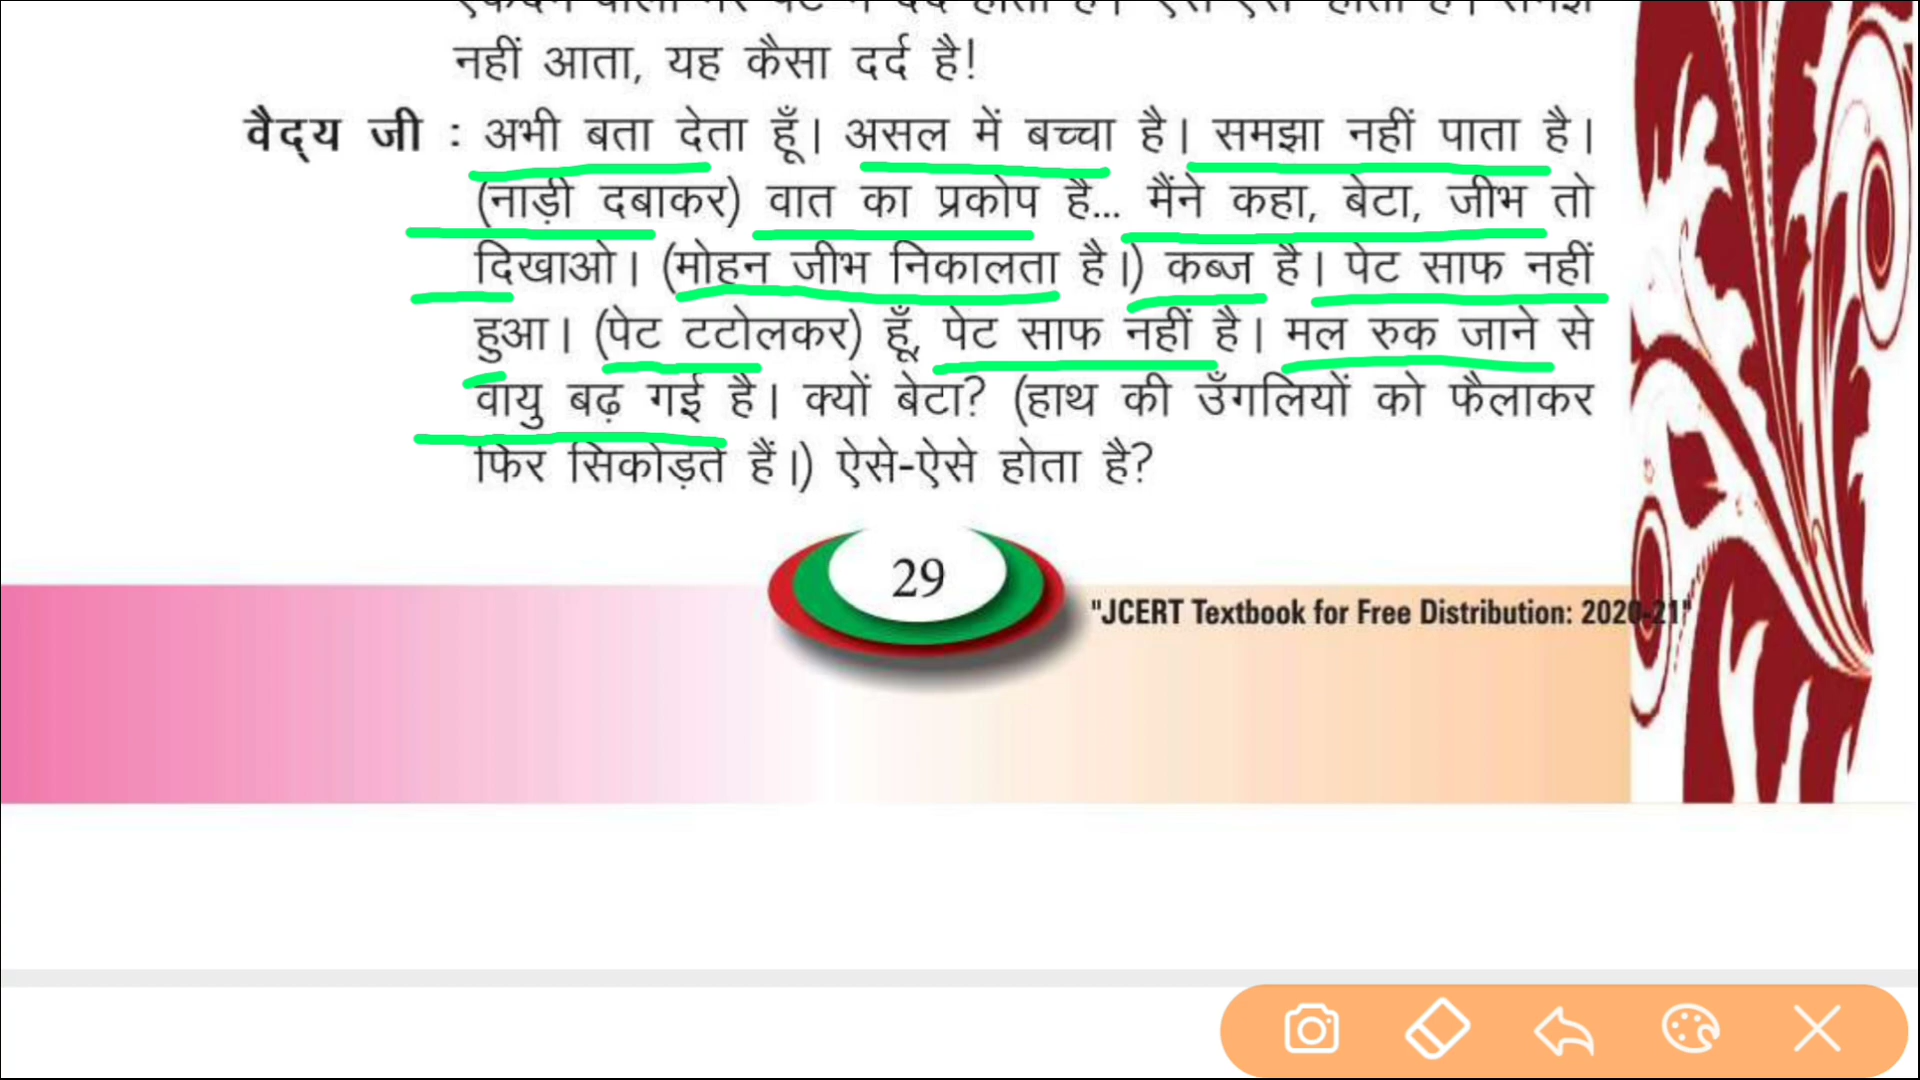 नहीं आता, यह कैसा दर्द है!
वैद्य जी : अभी बता देता हूँ। असल में बच्चा है। समझा नहीं पाता है।
(नाड़ी दबाकर) वात का प्रकोप है... मैंने कहा, बेटा, जीभ तो
दिखाओ। (मोहन जीभ निकालता है।) कब्ज है। पेट साफ नहीं
हुआ। (पेट टटोलकर) हूँ, पेट साफ नहीं है। मल रुक जाने से
वायु बढ़ गई है। क्यों बेटा? (हाथ की उँगलियों को फैलाकर
फिर सिकोड़ते हैं।) ऐसे-ऐसे होता है?
29
"JCERT Textbook for Free Distribution: 2020-21"